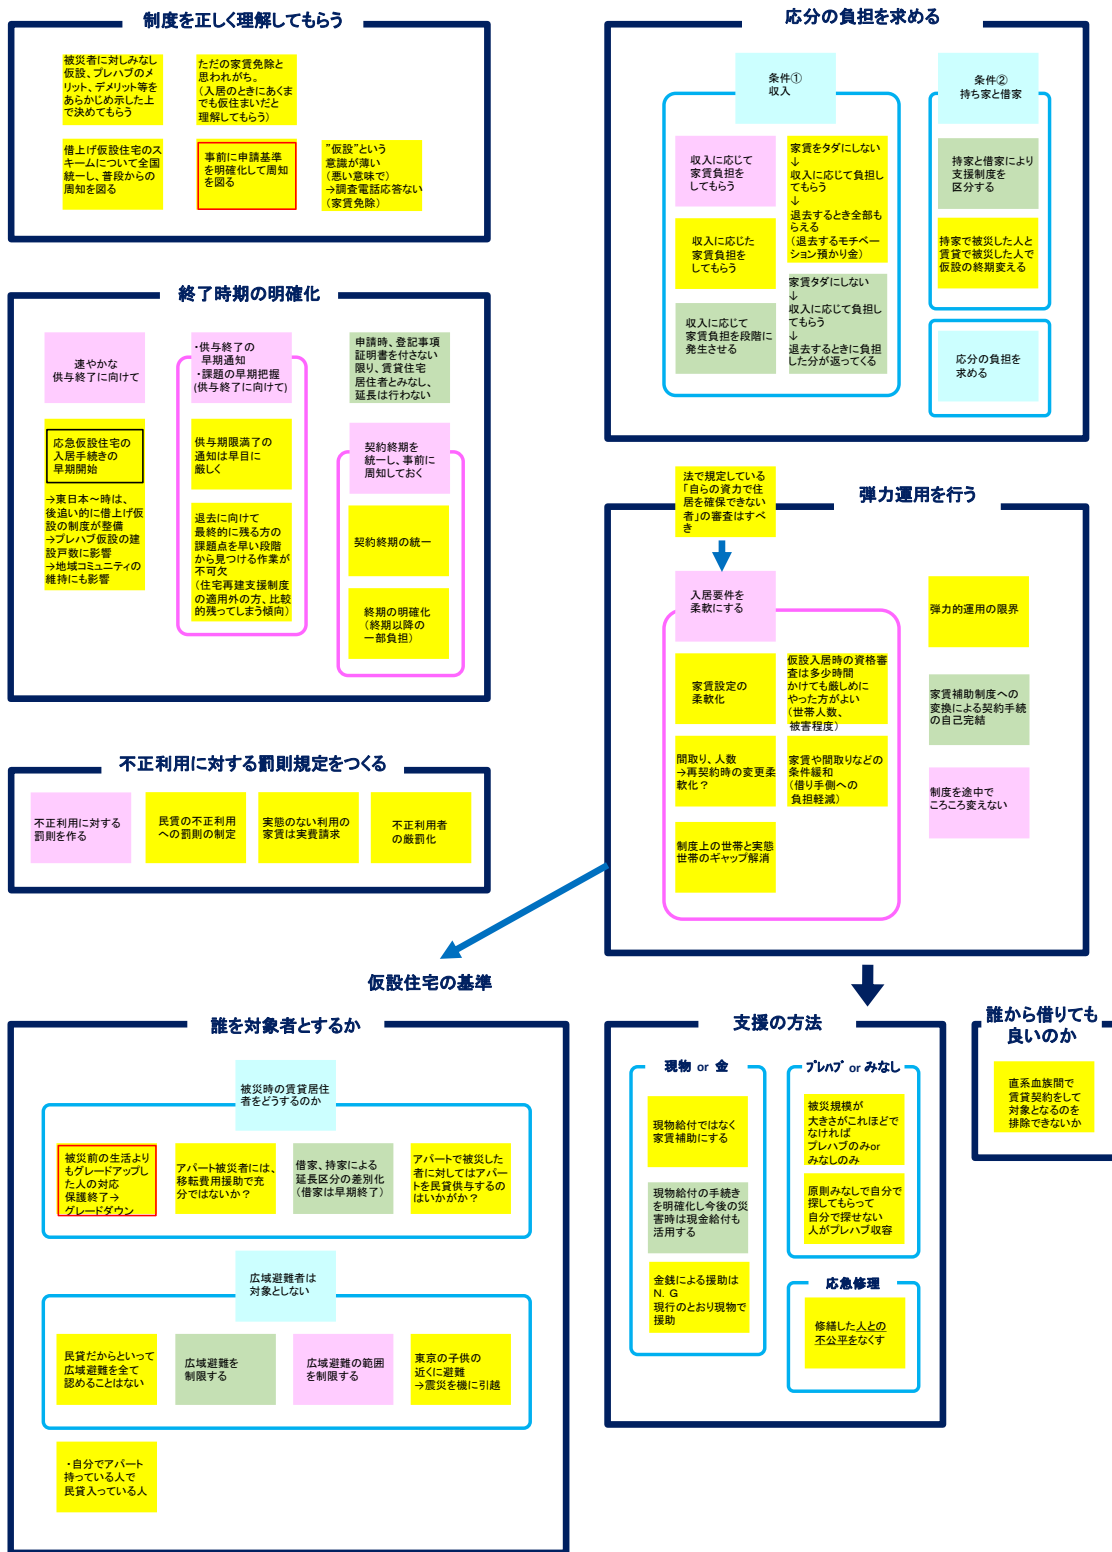 制度を正しく理解してもらう
被災者に対しみなし
仮設、プレハブのメ
リット、デメリット等を
あらかじめ示した上
で決めてもらう
ただの家賃免除と
思われがち。
(入居のときにあくま
でも仮住まいだと
理解してもらう)
借上げ仮設住宅のス
キームについて全国
統一し、普段からの
周知を図る
事前に申請基準
を明確化して周知
を図る
”仮設”という
意識が薄い
(悪い意味で)
→調査電話応答ない
(家賃免除)
終了時期の明確化
速やかな
供与終了に向けて
・供与終了の
早期通知
・課題の早期把握
(供与終了に向けて)
申請時、登記事項
証明書を付さない
限り、賃貸住宅
居住者とみなし、
延長は行わない
応急仮設住宅の
入居手続きの
早期開始
→東日本～時は、
後追い的に借上げ仮
設の制度が整備
→プレハブ仮設の建
設戸数に影響
→地域コミュニティの
維持にも影響
供与期限満了の
通知は早目に
厳しく
退去に向けて
最終的に残る方の
課題点を早い段階
から見つける作業が
不可欠
(住宅再建支援制度
の適用外の方、比較
的残ってしまう傾向)
契約終期を
統一し、事前に
周知しておく
契約終期の統一
終期の明確化
(終期以降の
一部負担)
不正利用に対する罰則規定をつくる
不正利用に対する
罰則を作る
民賃の不正利用
への罰則の制定
実態のない利用の
家賃は実費請求
不正利用者
の厳罰化
応分の負担を求める
条件①
収入
収入に応じて
家賃負担を
してもらう
家賃をタダにしない
↓
収入に応じて負担し
てもらう
↓
退去するとき全部も
らえる
(退去するモチベー
ション預かり金)
収入に応じた
家賃負担を
してもらう
収入に応じて
家賃負担を段階に
発生させる
家賃タダにしない
↓
収入に応じて負担し
てもらう
↓
退去するときに負担
した分が返ってくる
条件②
持ち家と借家
持家と借家により
支援制度を
区分する
持家で被災した人と
賃貸で被災した人で
仮設の終期変える
応分の負担を
求める
弾力運用を行う
法で規定している
「自らの資力で住
居を確保できない
者」の審査はすべ
き
入居要件を
柔軟にする
家賃設定の
柔軟化
仮設入居時の資格審
査は多少時間
かけても厳しめに
やった方がよい
(世帯人数、
被害程度)
間取り、人数
→再契約時の変更柔
軟化？
家賃や間取りなどの
条件緩和
(借り手側への
負担軽減)
制度上の世帯と実態
世帯のギャップ解消
弾力的運用の限界
家賃補助制度への
変換による契約手続
の自己完結
制度を途中で
ころころ変えない
仮設住宅の基準
誰を対象者とするか
被災時の賃貸居住
者をどうするのか
被災前の生活より
もグレードアップし
た人の対応
保護終了→
グレードダウン
アパート被災者には、
移転費用援助で充
分ではないか？
借家、持家による
延長区分の差別化
(借家は早期終了)
アパートで被災した
者に対してはアパー
トを民貸供与するの
はいかがか？
広域避難者は
対象としない
民貸だからといって
広域避難を全て
認めることはない
広域避難を
制限する
広域避難の範囲
を制限する
東京の子供の
近くに避難
→震災を機に引越
・自分でアパート
持っている人で
民貸入っている人
支援の方法
現物 or 金
現物給付ではなく
家賃補助にする
現物給付の手続き
を明確化し今後の災
害時は現金給付も
活用する
金銭による援助は
N. G
現行のとおり現物で
援助
プレハブ or みなし
被災規模が
大きさがこれほどで
なければ
プレハブのみor
みなしのみ
原則みなしで自分で
探してもらって
自分で探せない
人がプレハブ収容
応急修理
修繕した人との
不公平をなくす
誰から借りても
良いのか
直系血族間で
賃貸契約をして
対象となるのを
排除できないか